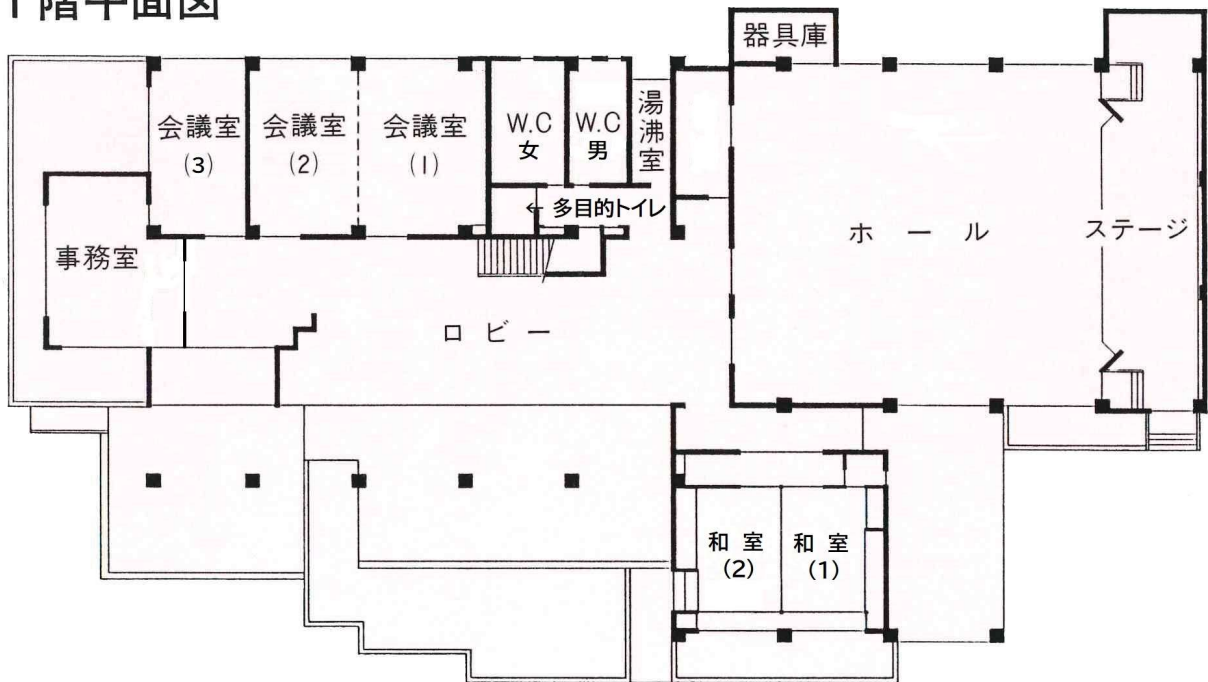 1階平面図
器具庫
会議室
(3)
会議室
(2)
会議室
(1)
W.C
女
W.C
男
湯沸室
← 多目的トイレ
事務室
ロビー
ホール
ステージ
和室
(2)
和室
(1)